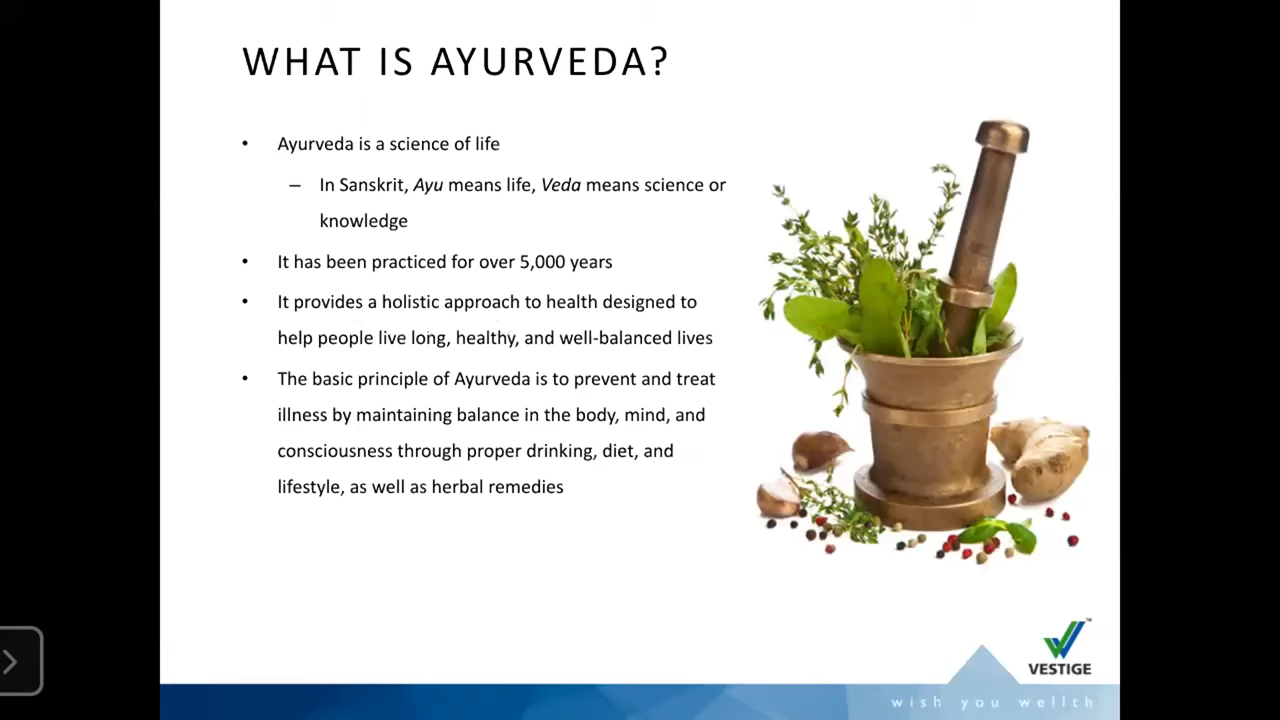 WHAT IS AYURVEDA?
• Ayurveda is a science of life
– In Sanskrit, Ayu means life, Veda means science or
knowledge
• It has been practiced for over 5,000 years
• It provides a holistic approach to health designed to
help people live long, healthy, and well-balanced lives
• The basic principle of Ayurveda is to prevent and treat
illness by maintaining balance in the body, mind, and
consciousness through proper drinking, diet, and
lifestyle, as well as herbal remedies
VESTIGE
wish you wellth